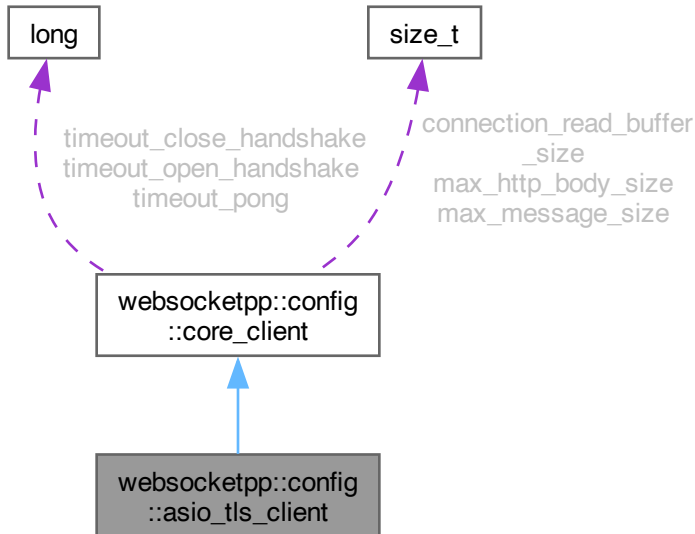 long
size_t
timeout_close_handshake
timeout_open_handshake
timeout_pong
connection_read_buffer
_size
max_http_body_size
max_message_size
websocketpp::config
::core_client
websocketpp::config
::asio_tls_client